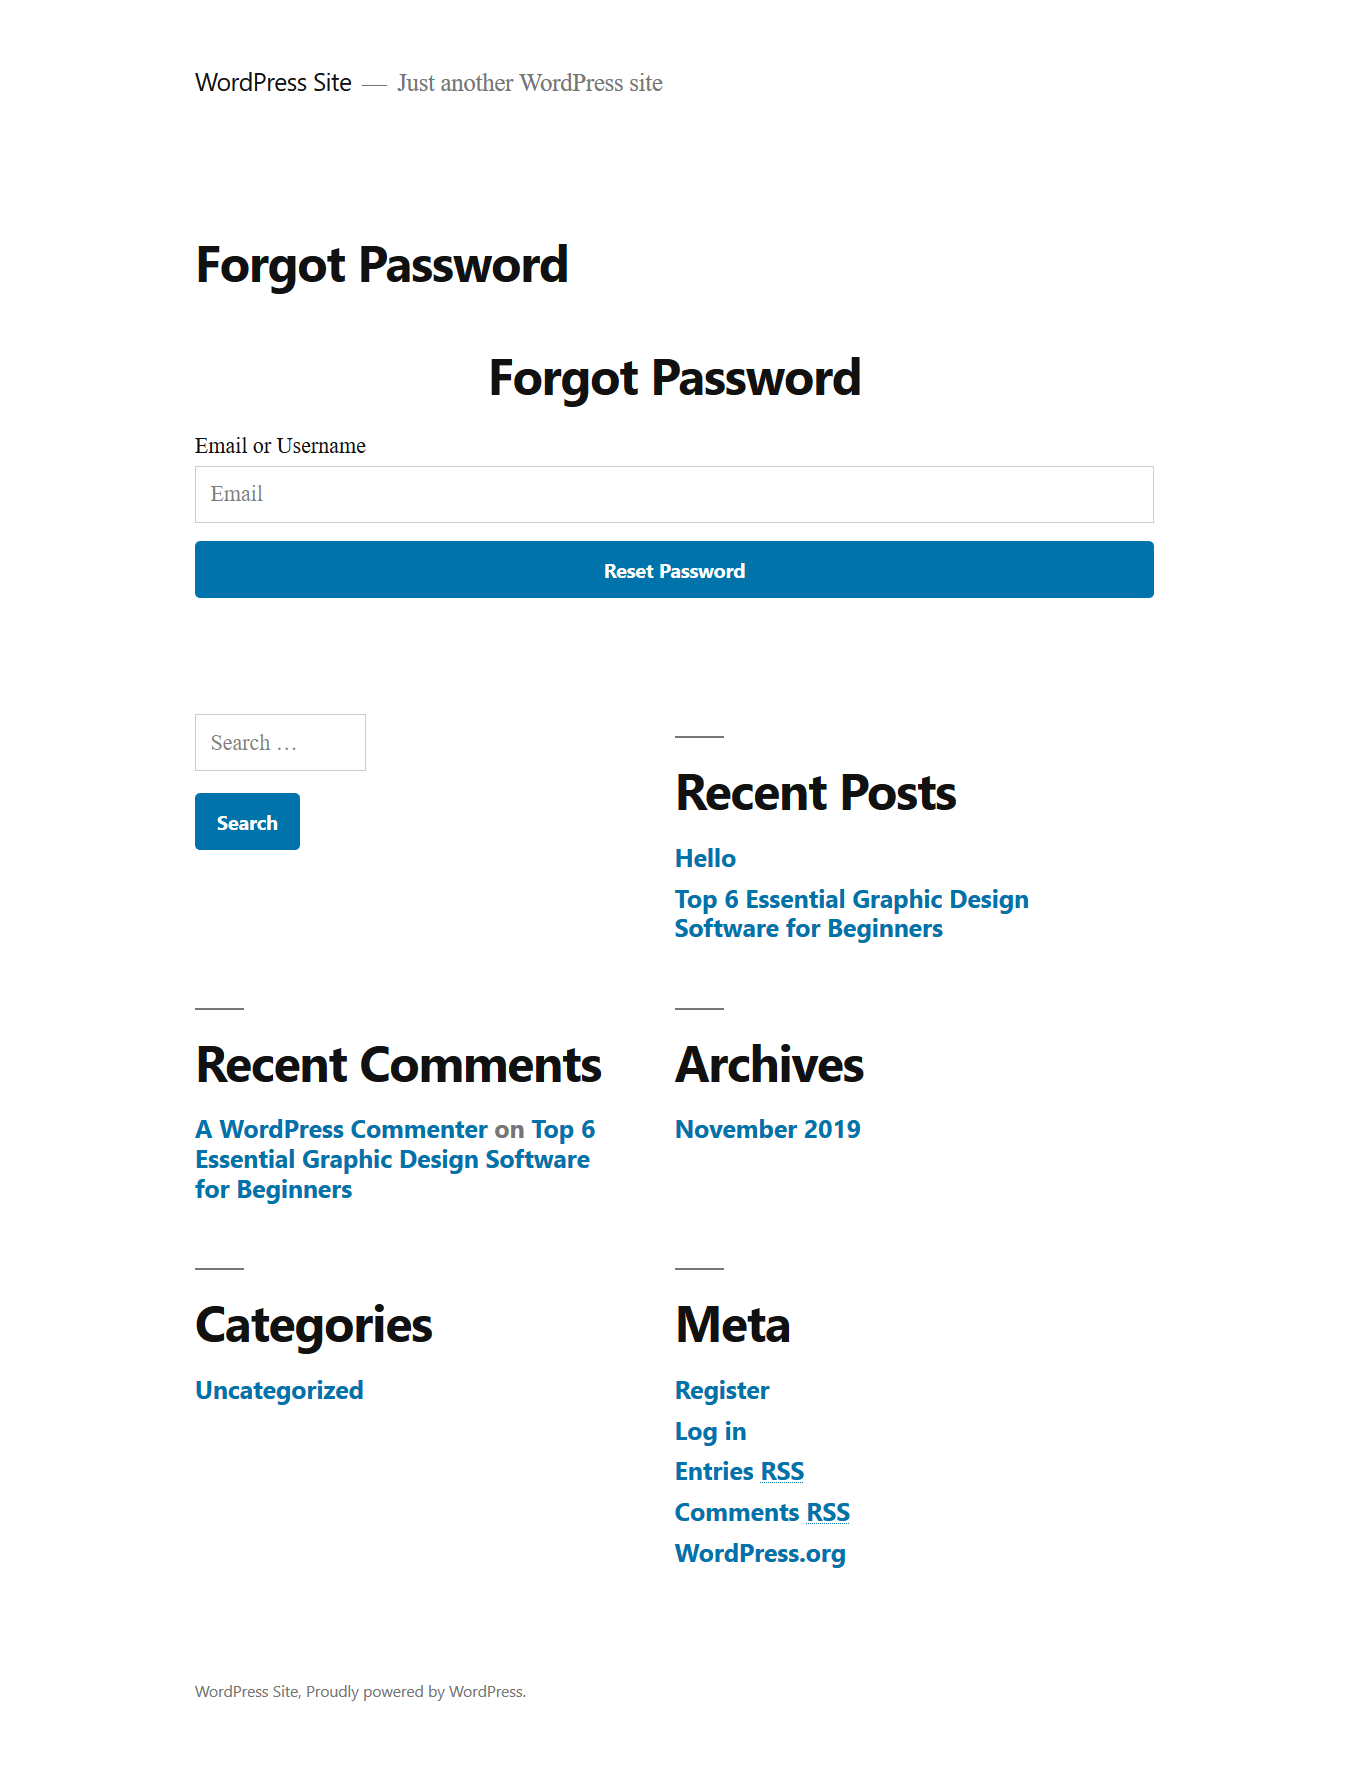 WordPress Site — Just another WordPress site
Forgot Password
Forgot Password
Email or Username
Email
Reset Password
Search …
Search
Recent Posts
Hello
Top 6 Essential Graphic Design
Software for Beginners
Recent Comments
A WordPress Commenter on Top 6
Essential Graphic Design Software
for Beginners
Archives
November 2019
Categories
Uncategorized
Meta
Register
Log in
Entries RSS
Comments RSS
WordPress.org
WordPress Site, Proudly powered by WordPress.